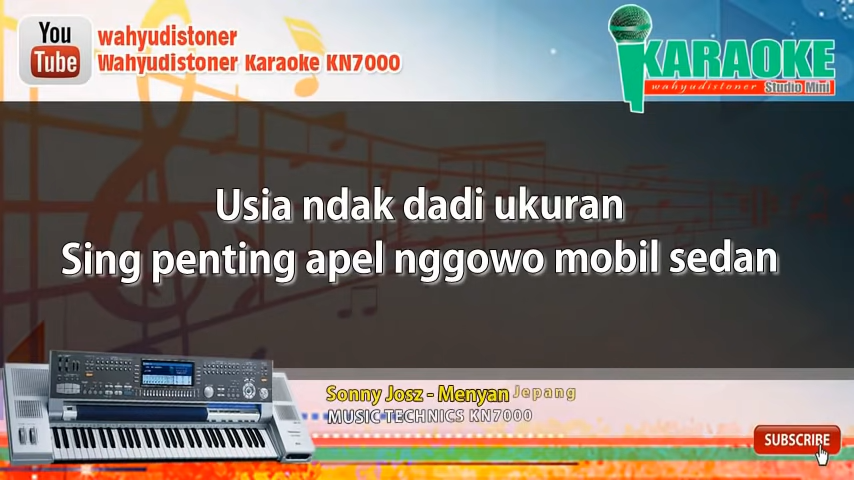 You
Tube
wahyudistoner
Wahyudistoner Karaoke KN7000
KARAOKE
wahyudistoner Studio Mini
Usia ndak dadi ukuran
Sing penting apel nggowo mobil sedan
Sonny Josz - Menyan Jepang
MUSIC TECHNICS KN7000
SUBSCRIBE